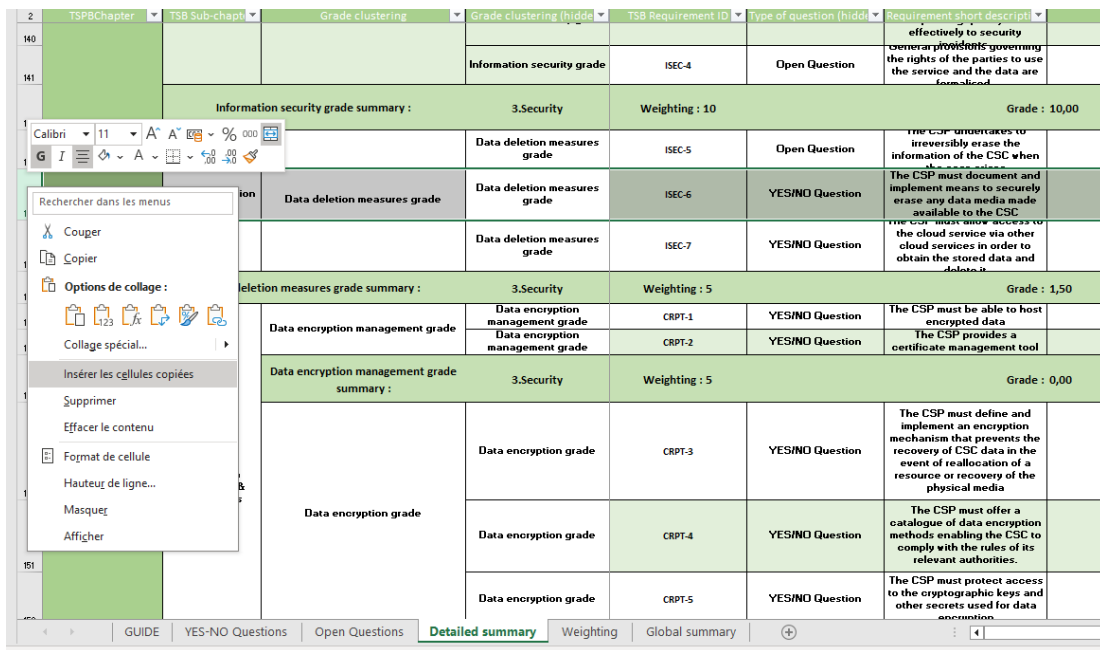 2 TSPBChapter TSB Sub-chapt Grade clustering Grade clustering (hidde TSB Requirement ID Type of question (hidde Requirement short descripti
140
effectively to security
incidents
141
Information security grade ISEC-4 Open Question
General provisions governing
the rights of the parties to use
the service and the data are
formalised
Information security grade summary : 3.Security Weighting : 10 Grade : 10,00
Calibri 11 A A % 000
G I A ,00
Data deletion measures
grade
ISEC-5 Open Question
The CSP undertakes to
irreversibly erase the
information of the CSC when
ion Data deletion measures grade
Data deletion measures
grade
ISEC-6 YES/NO Question
The CSP must document and
implement means to securely
erase any data media made
available to the CSC
Data deletion measures
grade
ISEC-7 YES/NO Question
The CSP must allow access to
the cloud service via other
cloud services in order to
obtain the stored data and
delete it
deletion measures grade summary : 3.Security Weighting : 5 Grade : 1,50
Data encryption management grade
Data encryption
management grade
CRPT-1 YES/NO Question
The CSP must be able to host
encrypted data
Data encryption
management grade
CRPT-2 YES/NO Question
The CSP provides a
certificate management tool
Data encryption management grade
summary :
3.Security Weighting : 5 Grade : 0,00
Data encryption grade
Data encryption grade CRPT-3 YES/NO Question
The CSP must define and
implement an encryption
mechanism that prevents the
recovery of CSC data in the
event of reallocation of a
resource or recovery of the
physical media
&
151
Data encryption grade CRPT-4 YES/NO Question
The CSP must offer a
catalogue of data encryption
methods enabling the CSC to
comply with the rules of its
relevant authorities.
Data encryption grade CRPT-5 YES/NO Question
The CSP must protect access
to the cryptographic keys and
other secrets used for data
encryption
Rechercher dans les menus
Couper
Copier
Options de collage :
123 fx
Collage spécial...
Insérer les cellules copiées
Supprimer
Effacer le contenu
Format de cellule
Hauteur de ligne...
Masquer
Afficher
GUIDE YES-NO Questions Open Questions Detailed summary Weighting Global summary